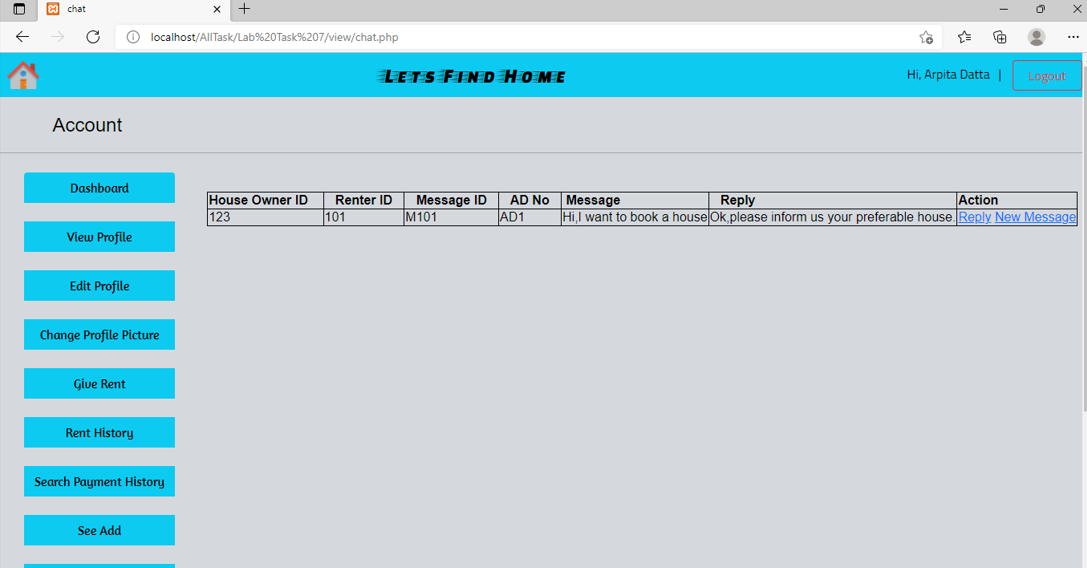 chat
localhost/AllTask/Lab%20Task%207/view/chat.php
LETS FIND HOME
Hi, Arpita Datta |
Logout
Account
Dashboard
View Profile
Edit Profile
Change Profile Picture
Give Rent
Rent History
Search Payment History
See Add
House Owner ID Renter ID Message ID AD No Message Reply Action
123 101 M101 AD1 Hi,I want to book a house Ok,please inform us your preferable house. Reply New Message